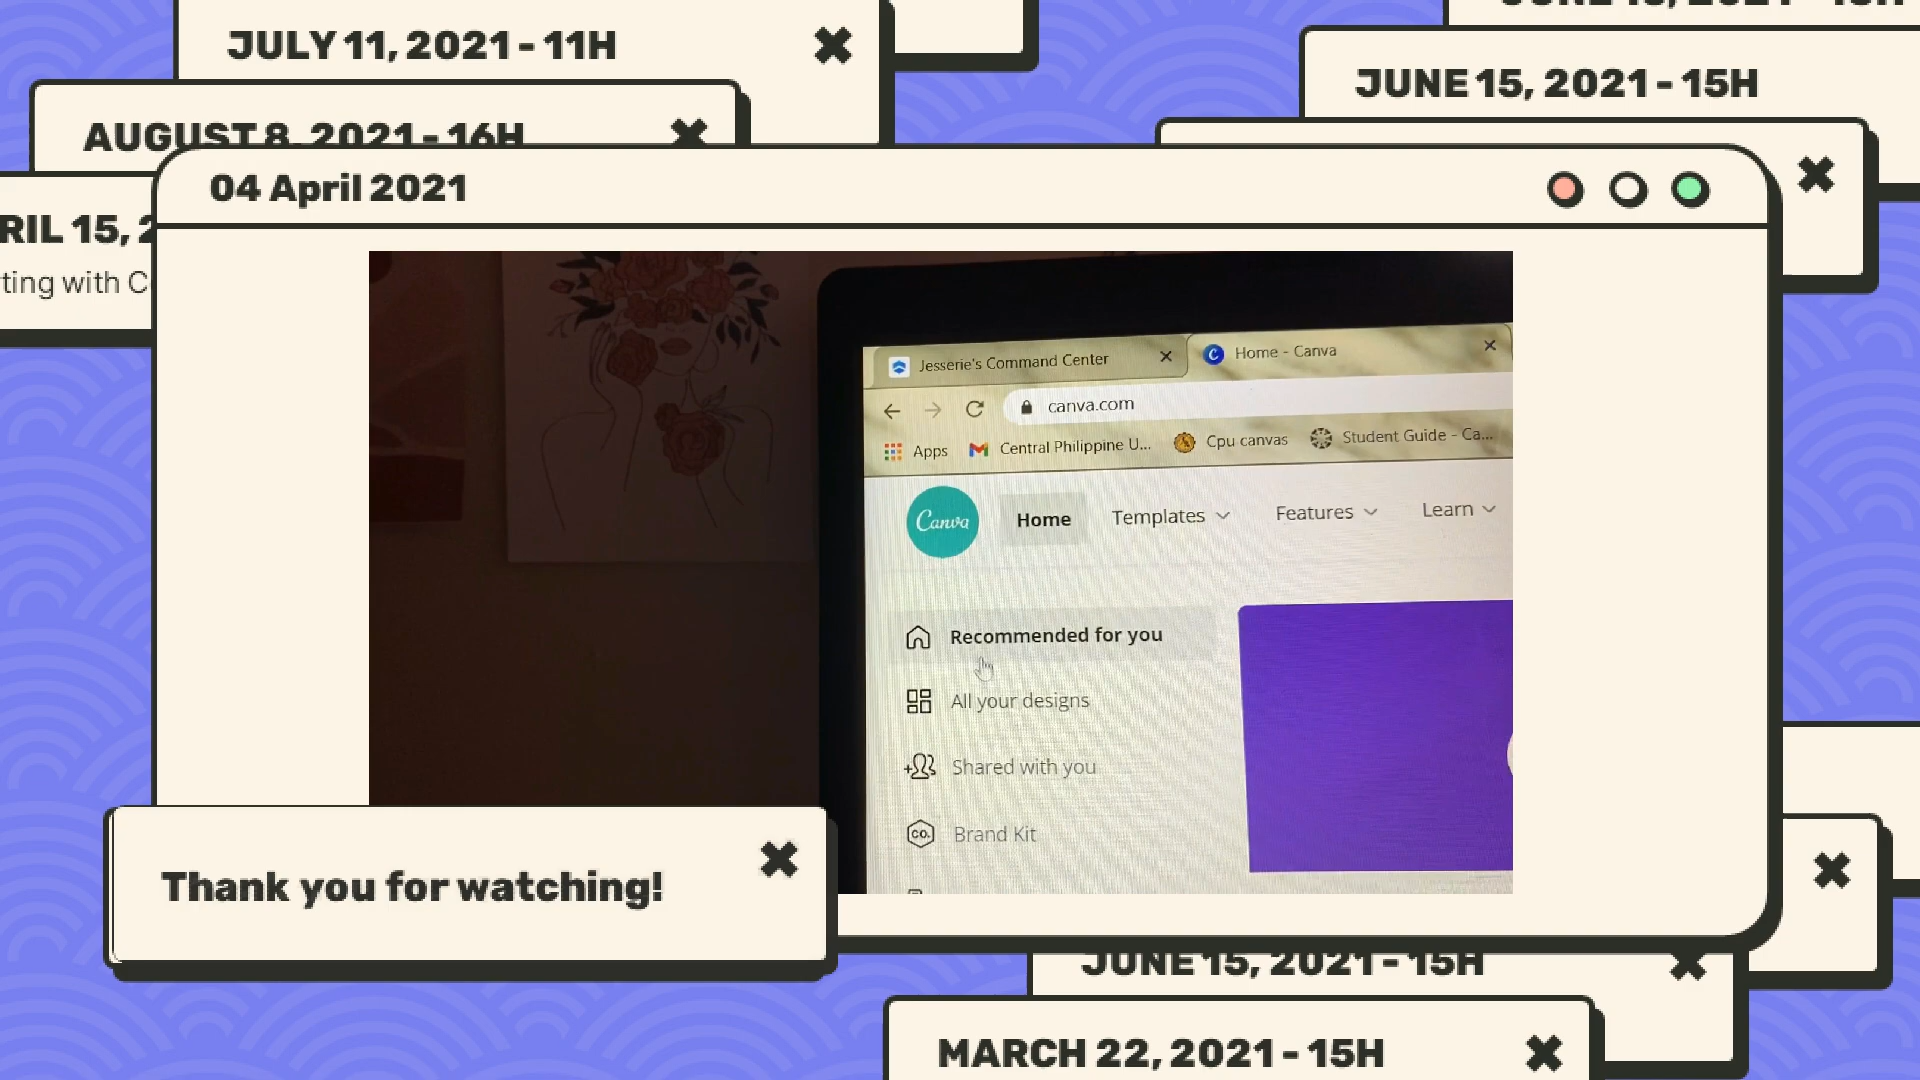 JULY 11, 2021 - 11H
JUNE 15, 2021 - 15H
AUGUST 8, 2021 - 16H
04 April 2021
RIL 15, 2
ting with C
Jesserie's Command Center
Home - Canva
canva.com
Apps
Central Philippine U...
Cpu canvas
Student Guide - Ca...
Canva
Home
Templates
Features
Learn
Recommended for you
All your designs
Shared with you
co.
Brand Kit
Thank you for watching!
JUNE 15, 2021 - 15H
MARCH 22, 2021 - 15H